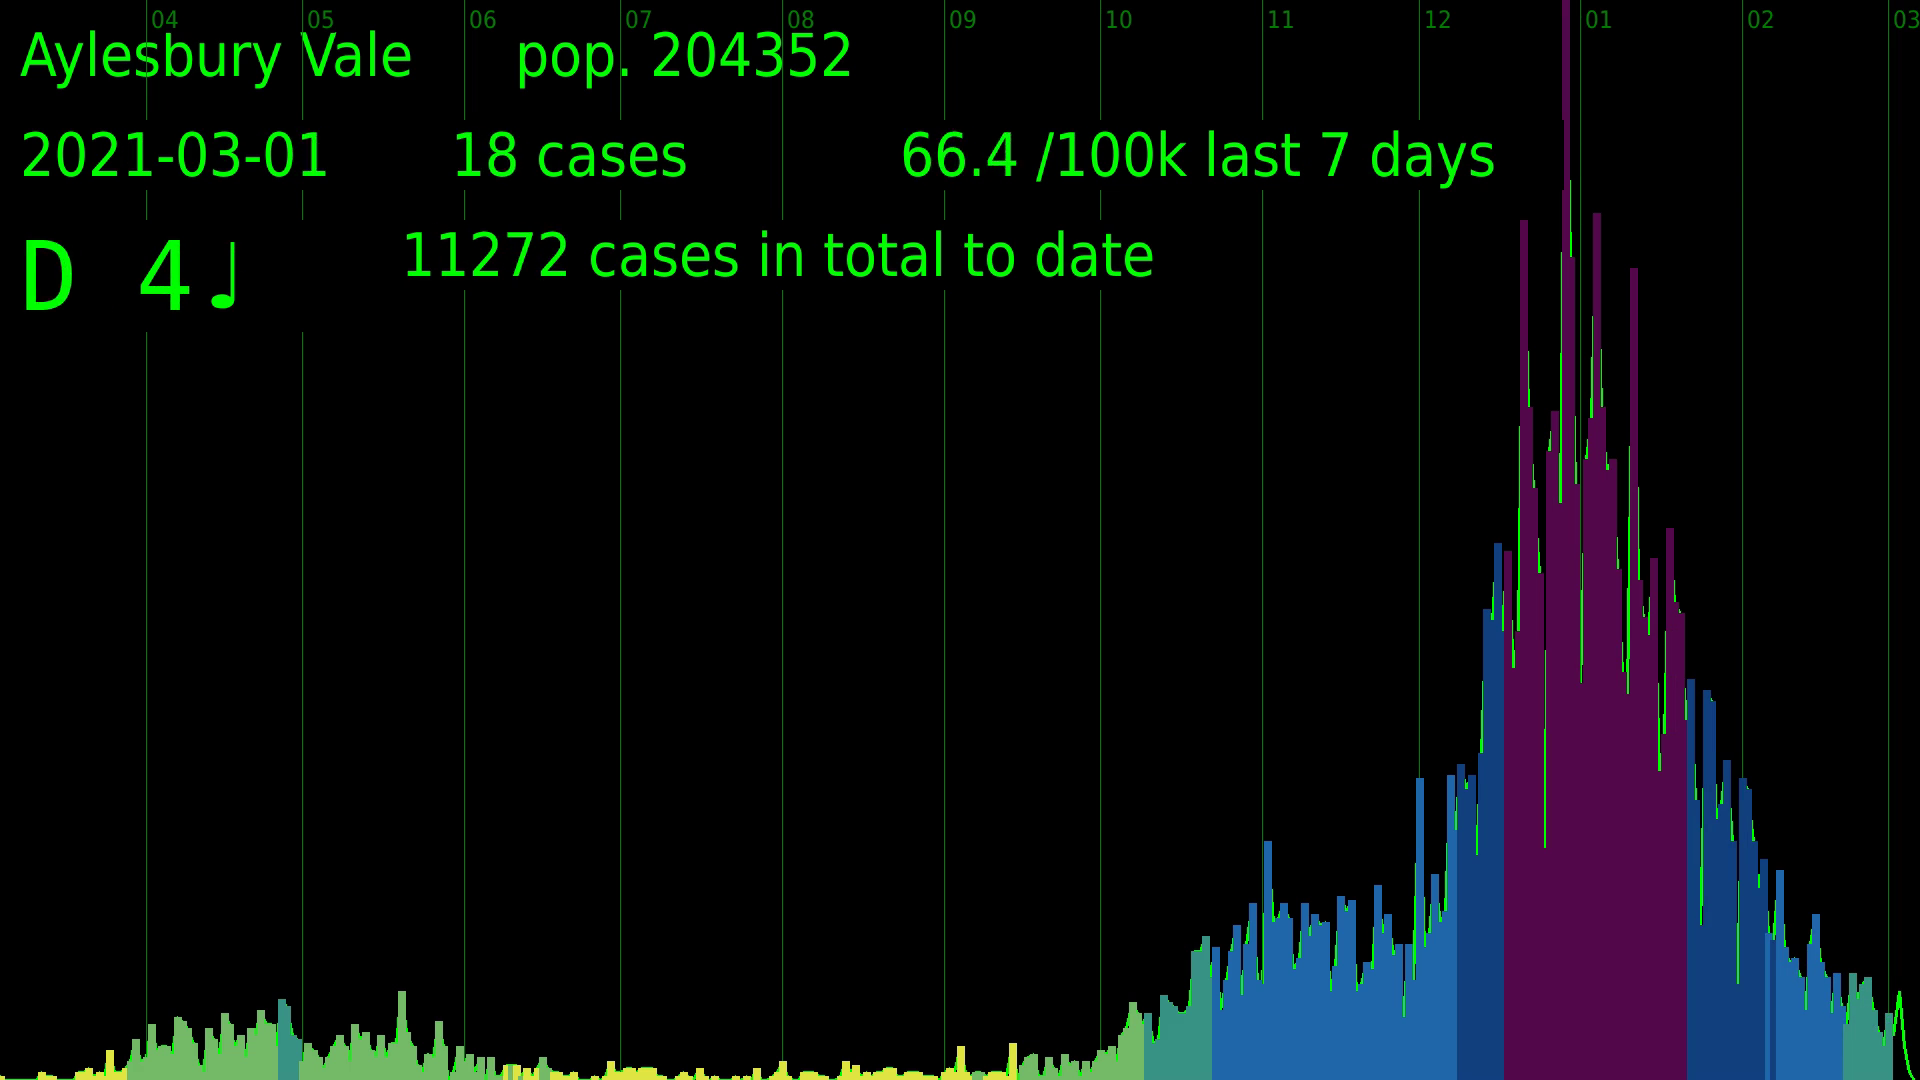 04 05 06 07 08 09 10 11 12 01 02 03
Aylesbury Vale pop. 204352
2021-03-01 18 cases 66.4 /100k last 7 days
D 4♩ 11272 cases in total to date